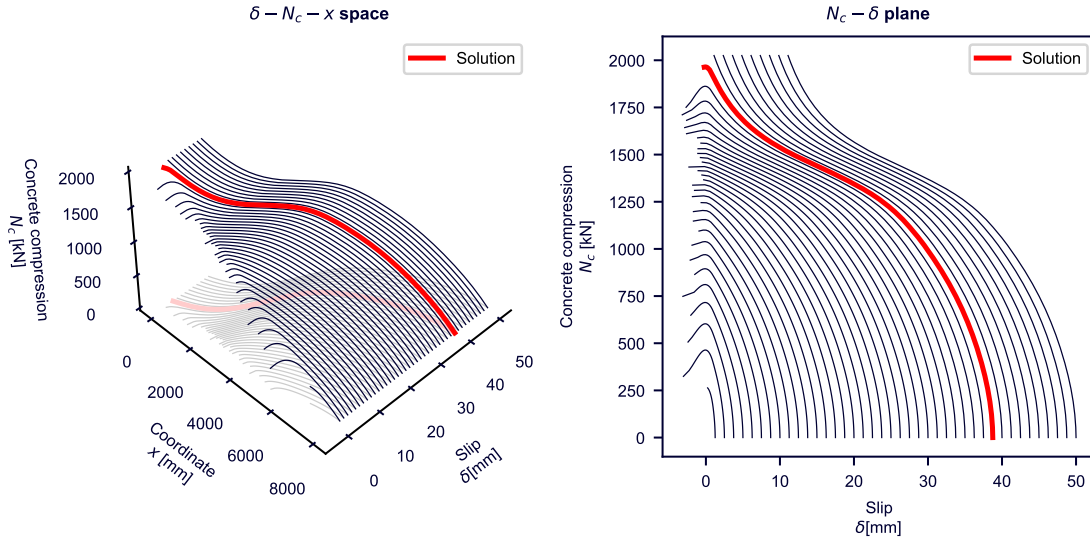 δ − N_c − x space
Solution
Concrete compression
N_c [kN]
2000
1500
1000
500
0
0
2000
4000
6000
8000
Coordinate
x [mm]
0
10
20
30
40
50
Slip
δ[mm]
N_c − δ plane
Solution
Concrete compression
N_c [kN]
2000
1750
1500
1250
1000
750
500
250
0
0
10
20
30
40
50
Slip
δ[mm]